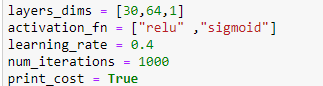 layers_dims = [30,64,1]
activation_fn = ["relu" ,"sigmoid"]
learning_rate = 0.4
num_iterations = 1000
print_cost = True